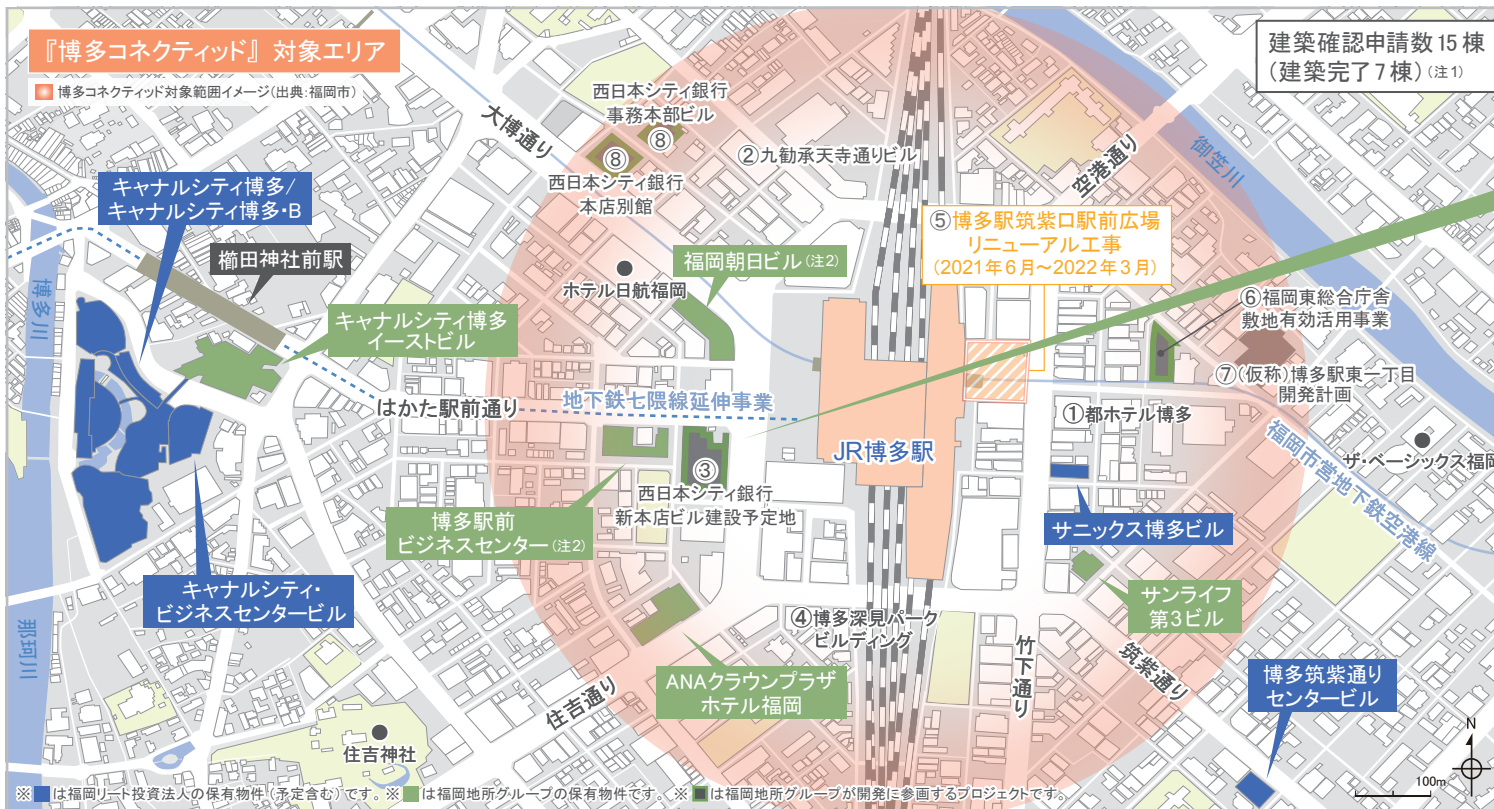 『博多コネクティッド』対象エリア
博多コネクティッド対象範囲イメージ(出典:福岡市)
建築確認申請数15棟
(建築完了7棟)(注1)
西日本シティ銀行
事務本部ビル
⑧
⑧
西日本シティ銀行
本店別館
大博通り
②九勧承天寺通りビル
空港通り
御笠川
キャナルシティ博多/
キャナルシティ博多・B
櫛田神社前駅
博多川
ホテル日航福岡
福岡朝日ビル(注2)
⑤博多駅筑紫口駅前広場
リニューアル工事
(2021年6月~2022年3月)
⑥福岡東総合庁舎
敷地有効活用事業
キャナルシティ博多
イーストビル
⑦(仮称)博多駅東一丁目
開発計画
はかた駅前通り
地下鉄七隈線延伸事業
①都ホテル博多
JR博多駅
ザ・ベーシックス福岡
福岡市営地下鉄空港線
③
西日本シティ銀行
新本店ビル建設予定地
博多駅前
ビジネスセンター(注2)
サニックス博多ビル
キャナルシティ・
ビジネスセンタービル
サンライフ
第3ビル
那珂川
④博多深見パーク
ビルディング
竹下通り
筑紫通り
ANAクラウンプラザ
ホテル福岡
博多筑紫通り
センタービル
住吉通り
住吉神社
N
100m
※■は福岡リート投資法人の保有物件(予定含む)です。※■は福岡地所グループの保有物件です。※■は福岡地所グループが開発に参画するプロジェクトです。